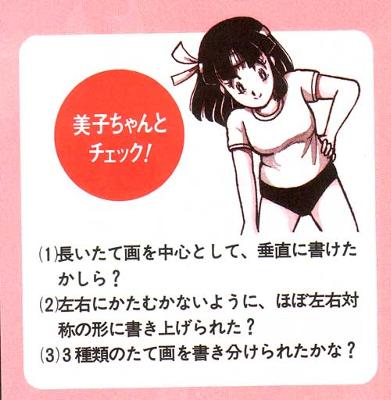 美子ちゃんと
チェック!
(1)長いたて画を中心として、垂直に書けた
かしら?
(2)左右にかたむかないように、ほぼ左右対
称の形に書き上げられた?
(3)3種類のたて画を書き分けられたかな?